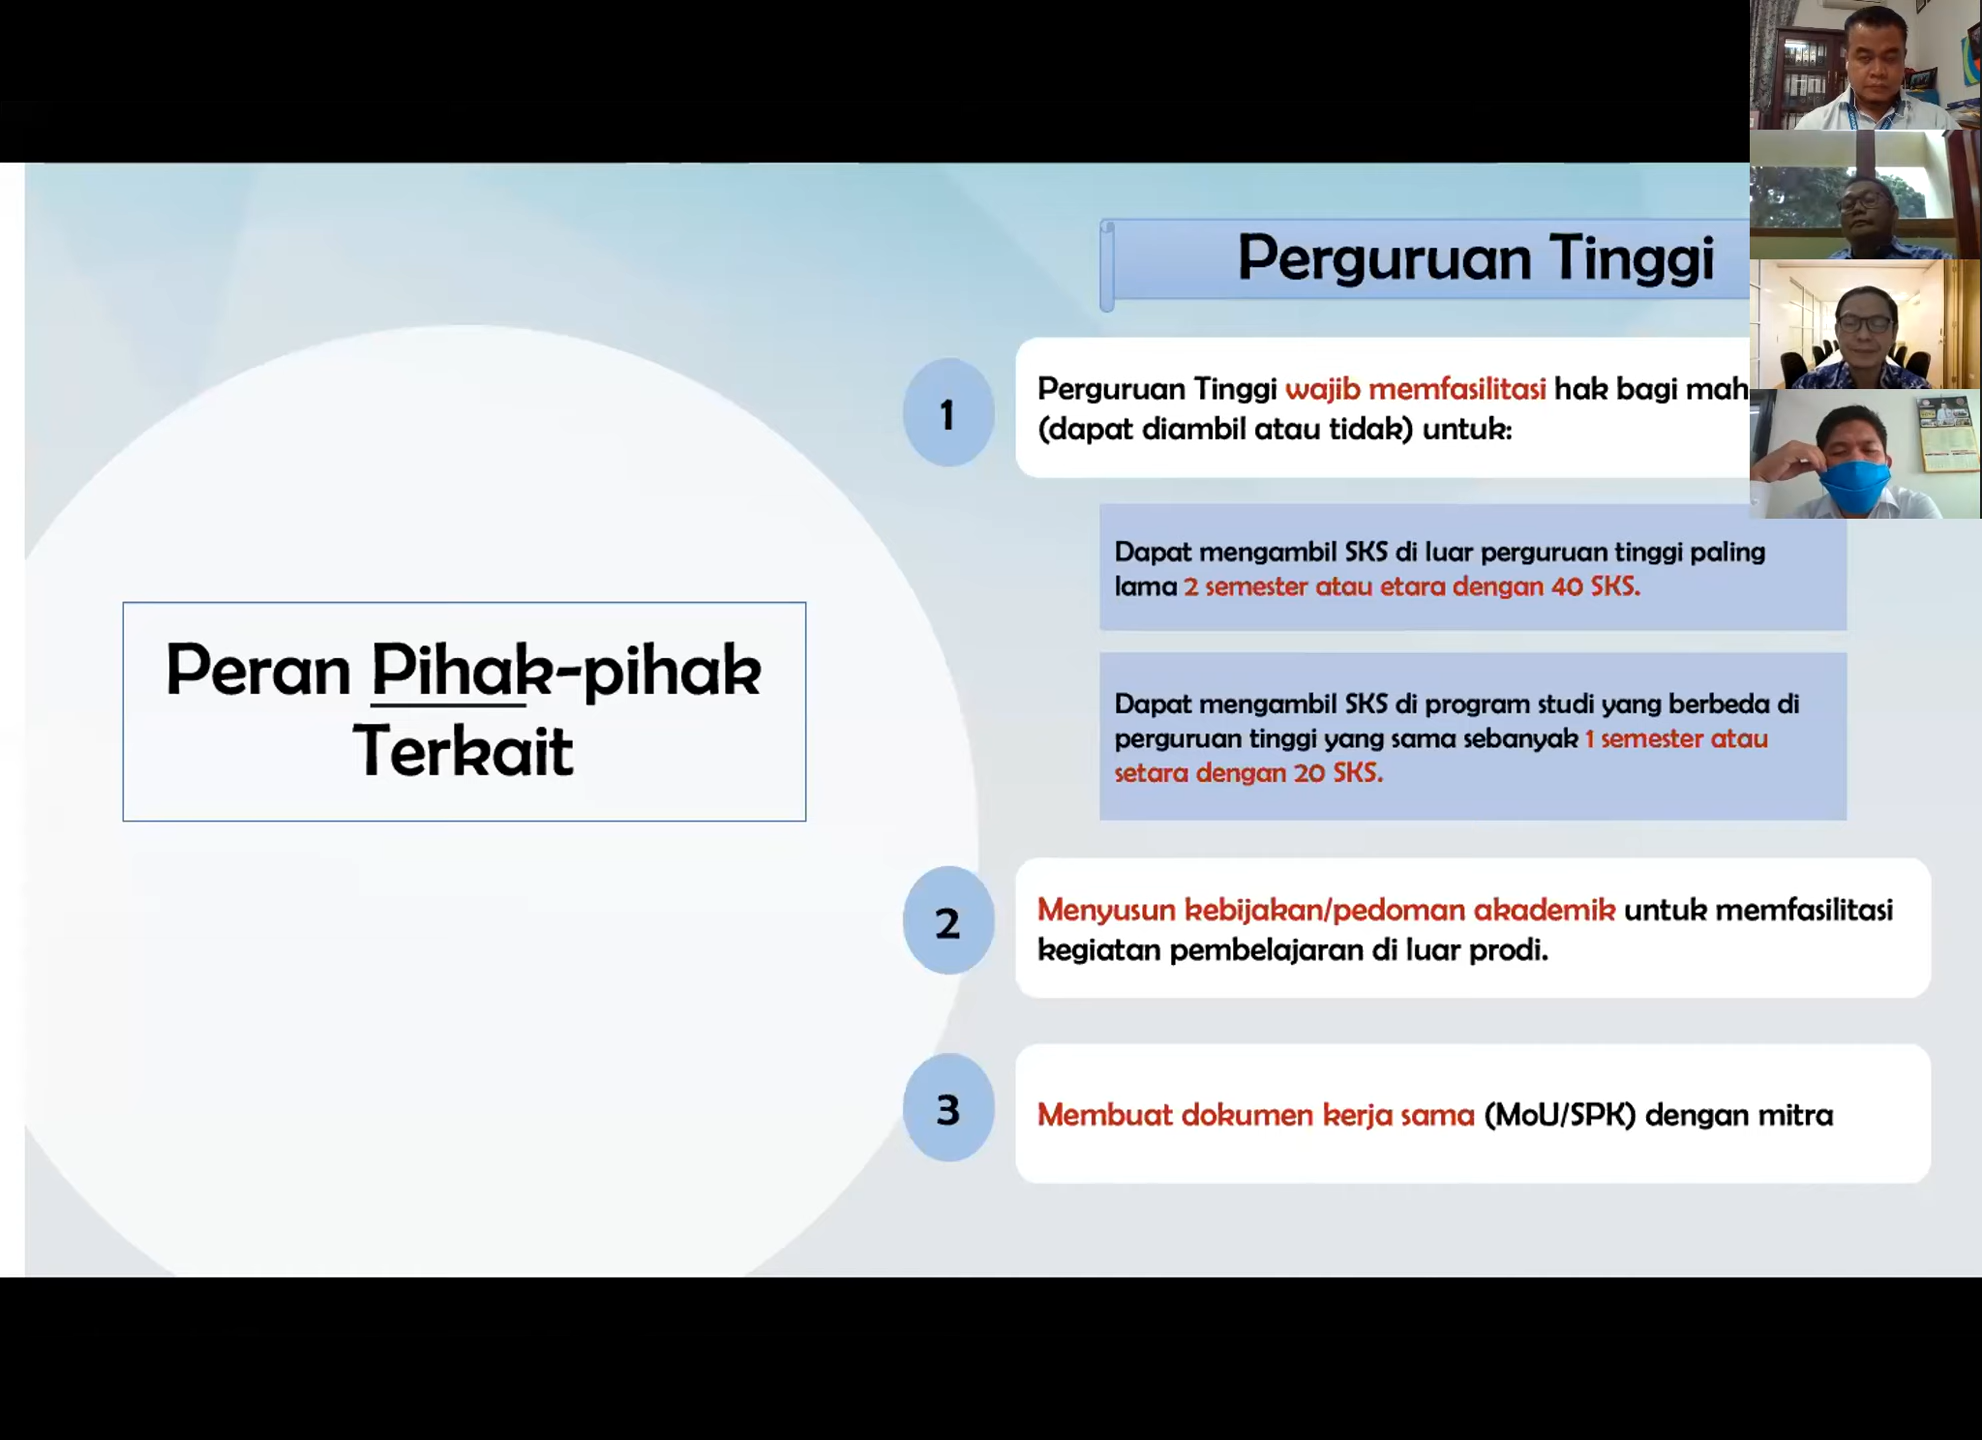 Peran Pihak-pihak
Terkait
Perguruan Tinggi
1
Perguruan Tinggi wajib memfasilitasi hak bagi
(dapat diambil atau tidak) untuk:
Dapat mengambil SKS di luar perguruan tinggi paling
lama 2 semester atau etara dengan 40 SKS.
Dapat mengambil SKS di program studi yang berbeda di
perguruan tinggi yang sama sebanyak 1 semester atau
setara dengan 20 SKS.
2
Menyusun kebijakan/pedoman akademik untuk memfasilitasi
kegiatan pembelajaran di luar prodi.
3
Membuat dokumen kerja sama (MoU/SPK) dengan mitra